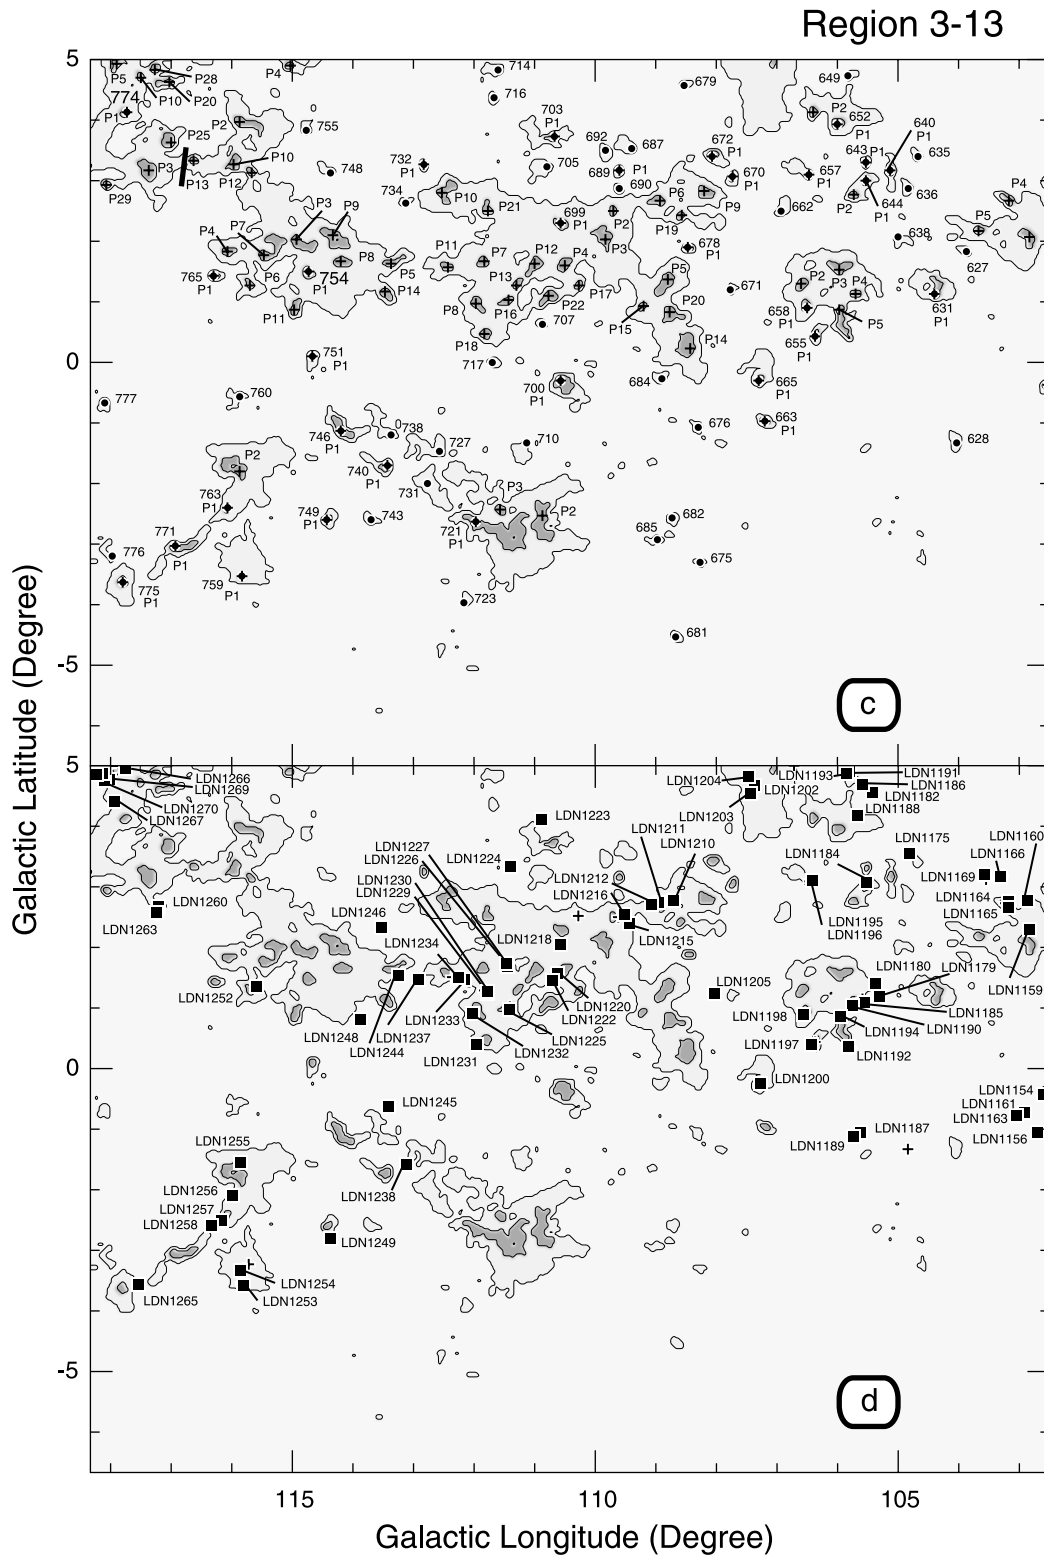 Region 3-13
5
P5
P28
P10
P20
P4
774
P1
P25
P2
755
P3
P13
P10
P12
P29
748
714
716
679
649
703
P1
692
687
689
P1
690
705
672
P1
670
P1
P2
652
P1
640
P1
643
P1
635
657
P1
644
P1
636
P2
662
638
P4
P5
627
732
P1
734
P10
P21
699
P1
P2
P3
P6
P9
P19
678
P1
P7
P3
P9
P4
P8
P5
765
P1
P6
754
P1
P14
P11
P11
P7
P12
P4
P13
P17
P8
P16
P22
707
P18
717
P5
P20
P15
P14
671
P2
P3
P4
658
P1
P5
655
P1
631
P1
0
751
P1
760
777
700
P1
684
665
P1
663
P1
676
628
746
P1
738
727
710
740
P1
731
P2
763
P1
749
P1
743
P3
P2
721
P1
682
685
675
771
P1
776
775
P1
759
P1
723
681
-5
c
5
LDN1266
LDN1269
LDN1270
LDN1267
LDN1260
LDN1263
LDN1204
LDN1193
LDN1191
LDN1186
LDN1202
LDN1182
LDN1203
LDN1188
LDN1223
LDN1211
LDN1210
LDN1227
LDN1226
LDN1224
LDN1230
LDN1229
LDN1212
LDN1216
LDN1175
LDN1160
LDN1166
LDN1184
LDN1169
LDN1164
LDN1165
LDN1246
LDN1234
LDN1218
LDN1215
LDN1195
LDN1196
LDN1180
LDN1179
LDN1159
LDN1252
LDN1205
LDN1220
LDN1222
LDN1225
LDN1198
LDN1185
LDN1190
LDN1194
LDN1192
LDN1197
LDN1248
LDN1237
LDN1233
LDN1244
LDN1231
LDN1232
0
LDN1200
LDN1154
LDN1161
LDN1163
LDN1156
LDN1245
LDN1187
LDN1189
LDN1255
LDN1238
LDN1256
LDN1257
LDN1258
LDN1249
LDN1254
LDN1253
LDN1265
-5
d
115
110
105
Galactic Longitude (Degree)
Galactic Latitude (Degree)